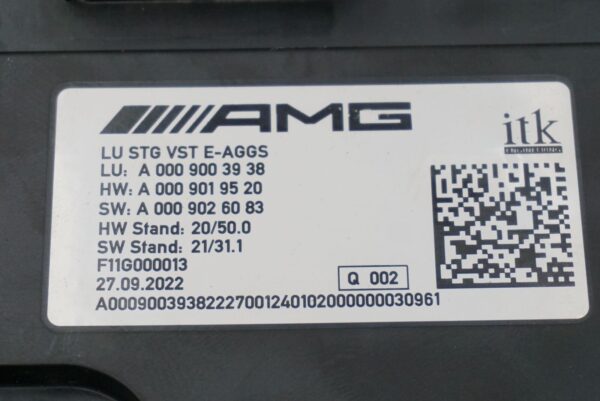 AMG
itk
ENGINEERING
LU STG VST E-AGGS
LU: A 000 900 39 38
HW: A 000 901 95 20
SW: A 000 902 60 83
HW Stand: 20/50.0
SW Stand: 21/31.1
F11G000013
27.09.2022
Q 002
A0009003938222700124010200000030961